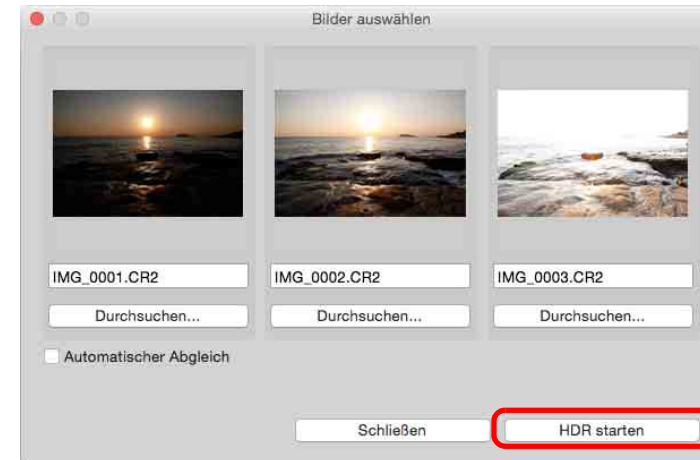 Bilder auswählen
IMG_0001.CR2
IMG_0002.CR2
IMG_0003.CR2
Durchsuchen...
Durchsuchen...
Durchsuchen...
Automatischer Abgleich
Schließen
HDR starten